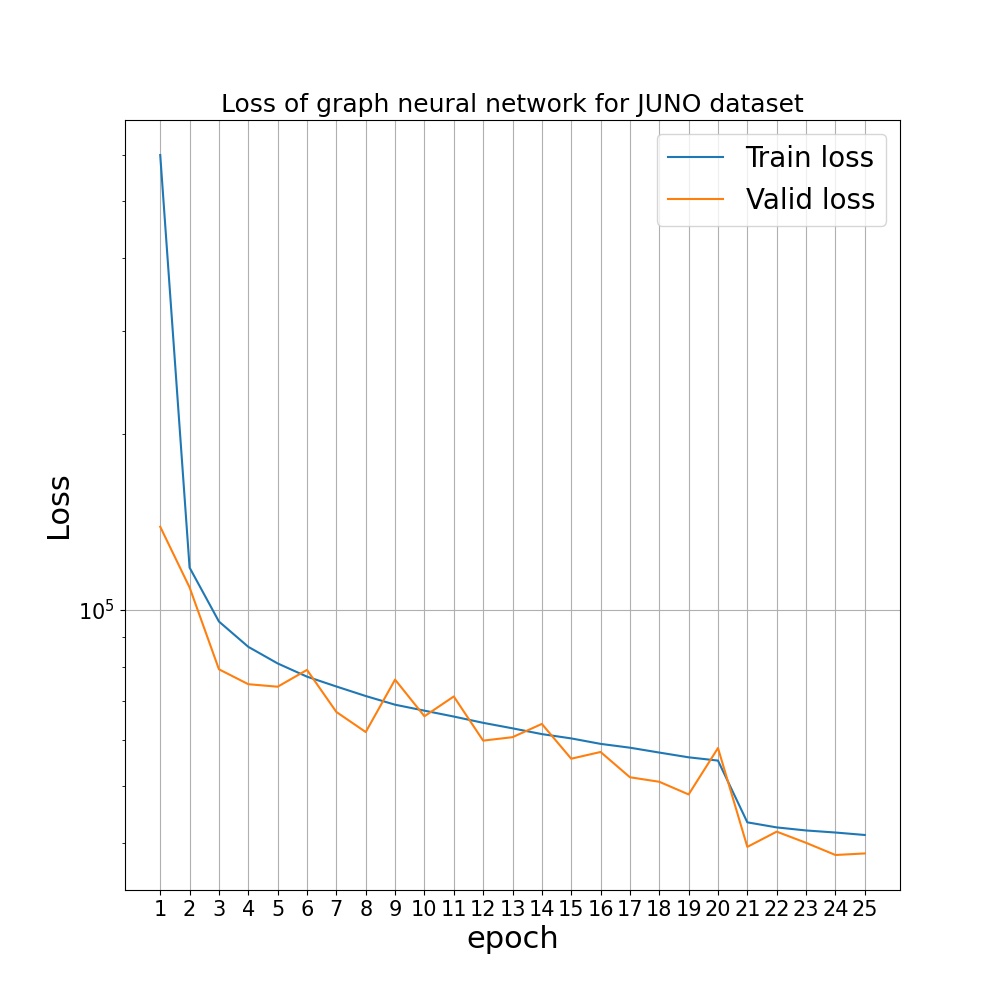 Loss of graph neural network for JUNO dataset
Train loss
Valid loss
Loss
10⁵
1 2 3 4 5 6 7 8 9 10 11 12 13 14 15 16 17 18 19 20 21 22 23 24 25
epoch